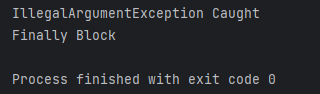 IllegalArgumentException Caught
Finally Block
Process finished with exit code 0